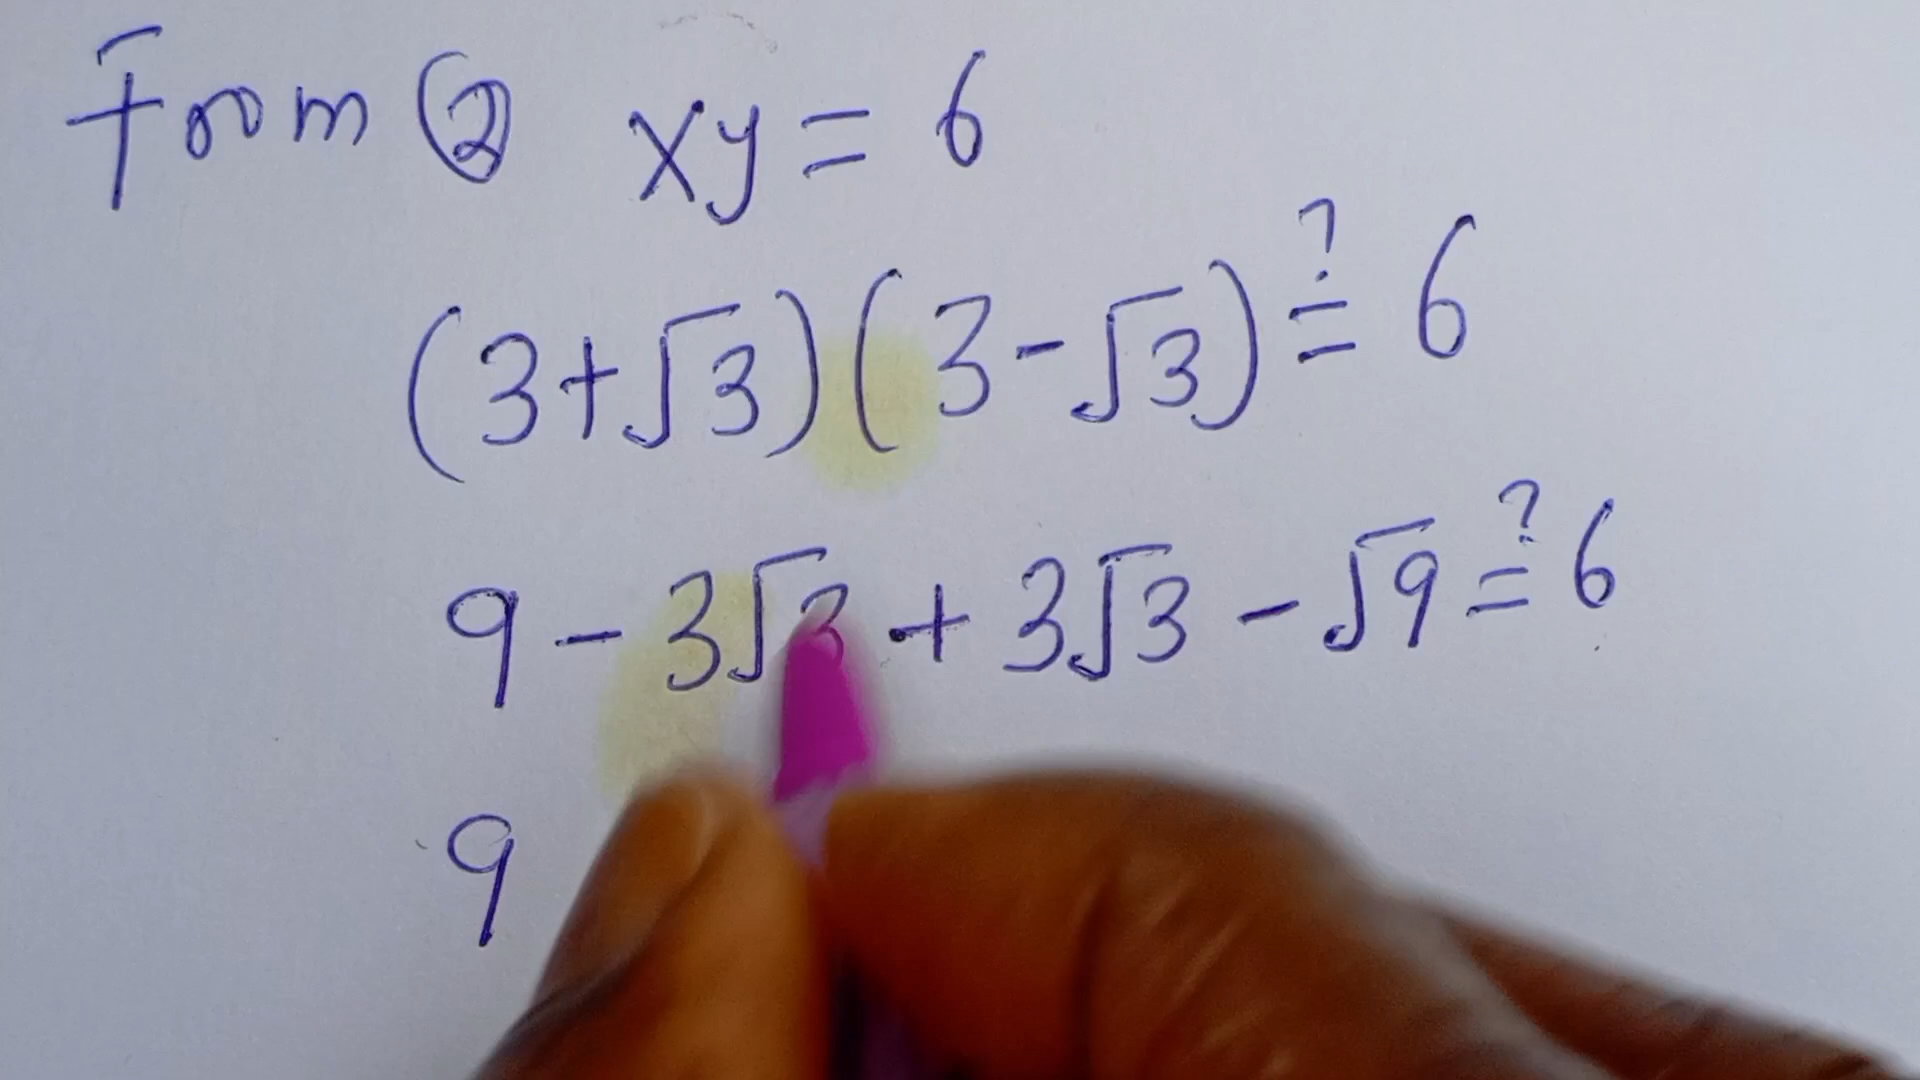 From ② xy = 6
(3+√3)(3-√3) ≟ 6
9 - 3√3 + 3√3 - √9 ≟ 6
9